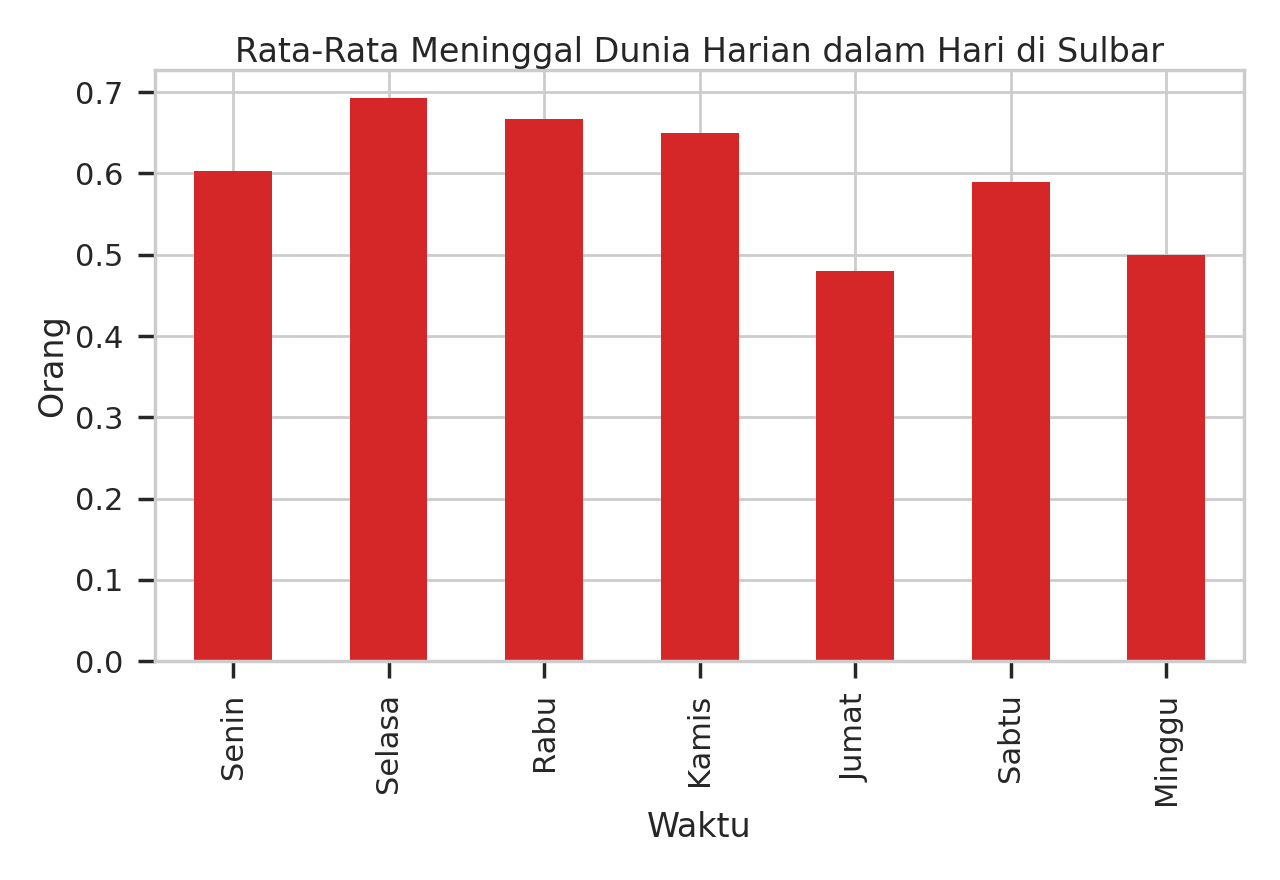 Rata-Rata Meninggal Dunia Harian dalam Hari di Sulbar
0.7
0.6
0.5
0.4
0.3
0.2
0.1
0.0
Orang
Senin
Selasa
Rabu
Kamis
Jumat
Sabtu
Minggu
Waktu